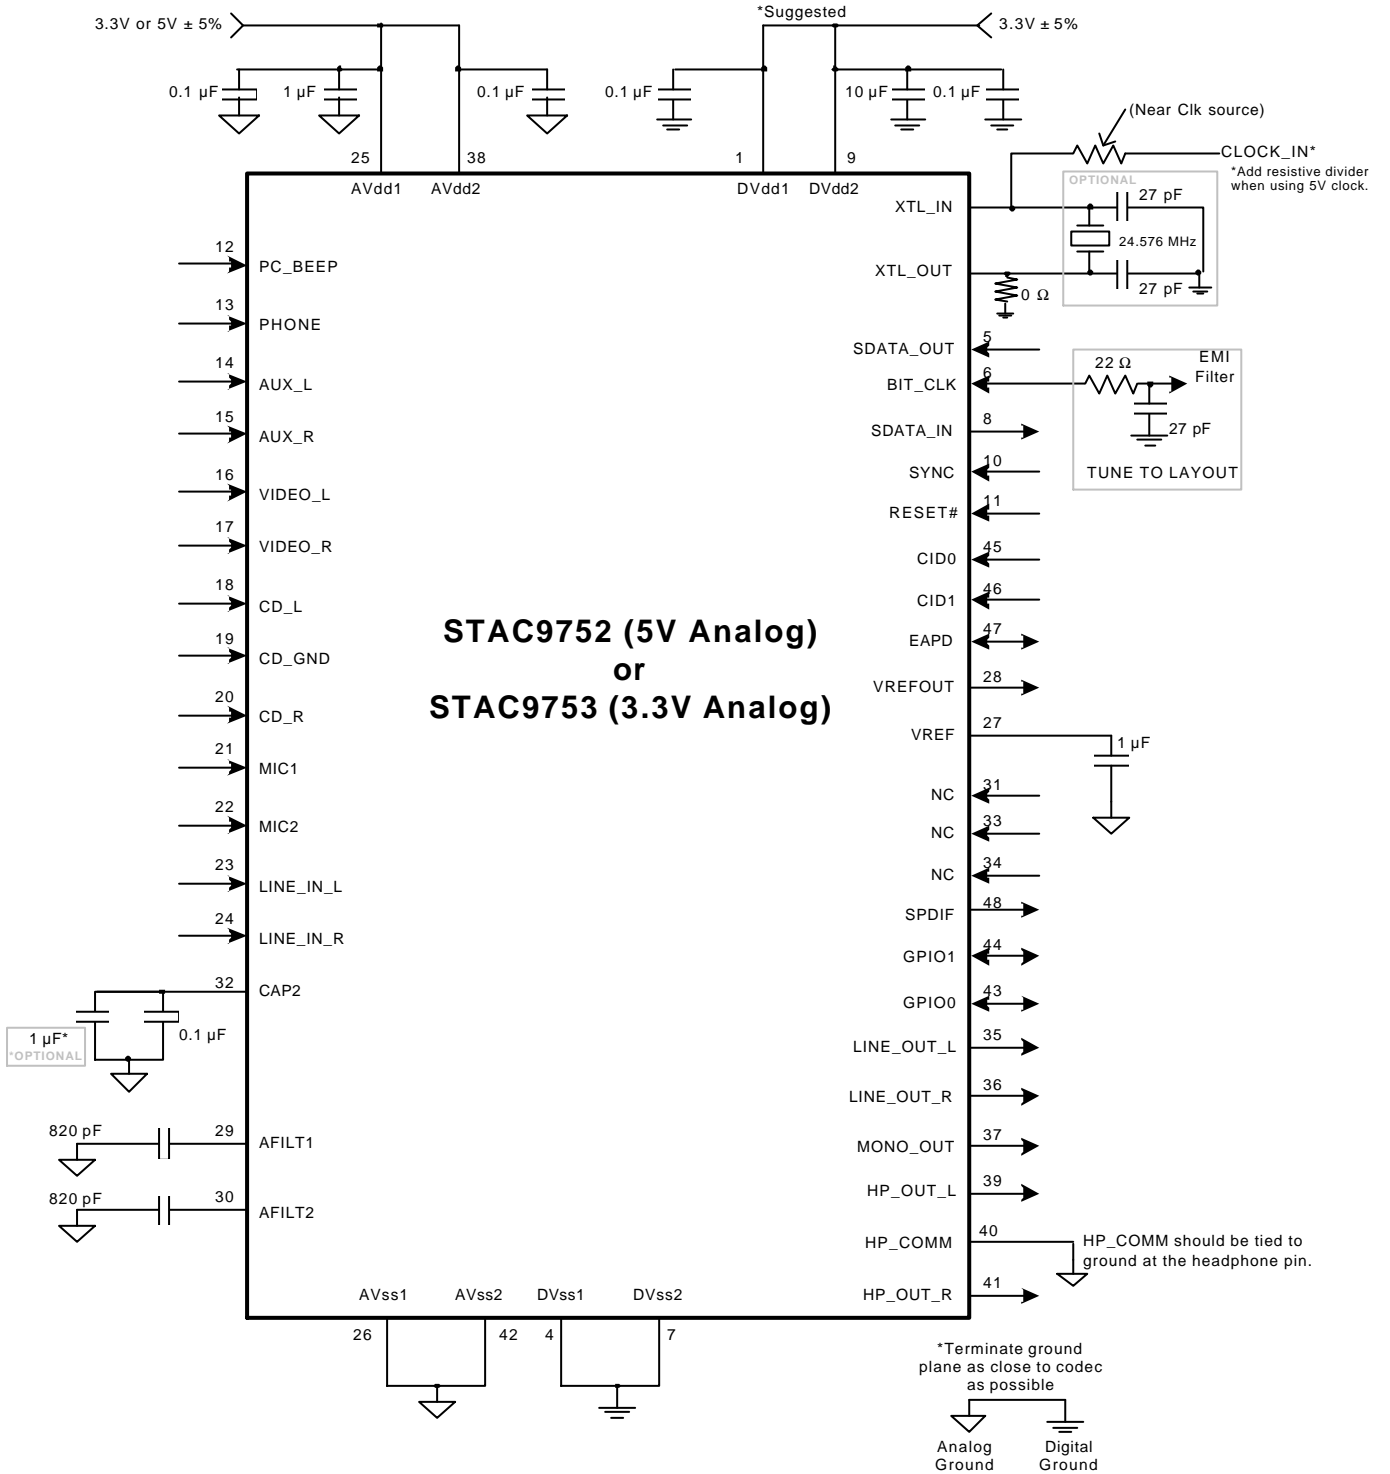 3.3V or 5V ± 5%
*Suggested
3.3V ± 5%
0.1 µF
1 µF
0.1 µF
0.1 µF
10 µF
0.1 µF
(Near Clk source)
CLOCK_IN*
*Add resistive divider
when using 5V clock.
25
38
1
9
AVdd1
AVdd2
DVdd1
DVdd2
OPTIONAL
27 pF
24.576 MHz
27 pF
XTL_IN
XTL_OUT
0 Ω
12
PC_BEEP
13
PHONE
14
AUX_L
15
AUX_R
16
VIDEO_L
17
VIDEO_R
18
CD_L
19
CD_GND
20
CD_R
21
MIC1
22
MIC2
23
LINE_IN_L
24
LINE_IN_R
32
CAP2
1 µF*
*OPTIONAL
0.1 µF
820 pF
29
AFILT1
820 pF
30
AFILT2
STAC9752 (5V Analog)
or
STAC9753 (3.3V Analog)
SDATA_OUT
5
BIT_CLK
6
22 Ω
EMI
Filter
27 pF
TUNE TO LAYOUT
SDATA_IN
8
SYNC
10
RESET#
11
CID0
45
CID1
46
EAPD
47
VREFOUT
28
VREF
27
1 µF
NC
31
NC
33
NC
34
SPDIF
48
GPIO1
44
GPIO0
43
LINE_OUT_L
35
LINE_OUT_R
36
MONO_OUT
37
HP_OUT_L
39
HP_COMM
40
HP_COMM should be tied to
ground at the headphone pin.
HP_OUT_R
41
AVss1
AVss2
DVss1
DVss2
26
42
4
7
*Terminate ground
plane as close to codec
as possible
Analog
Ground
Digital
Ground